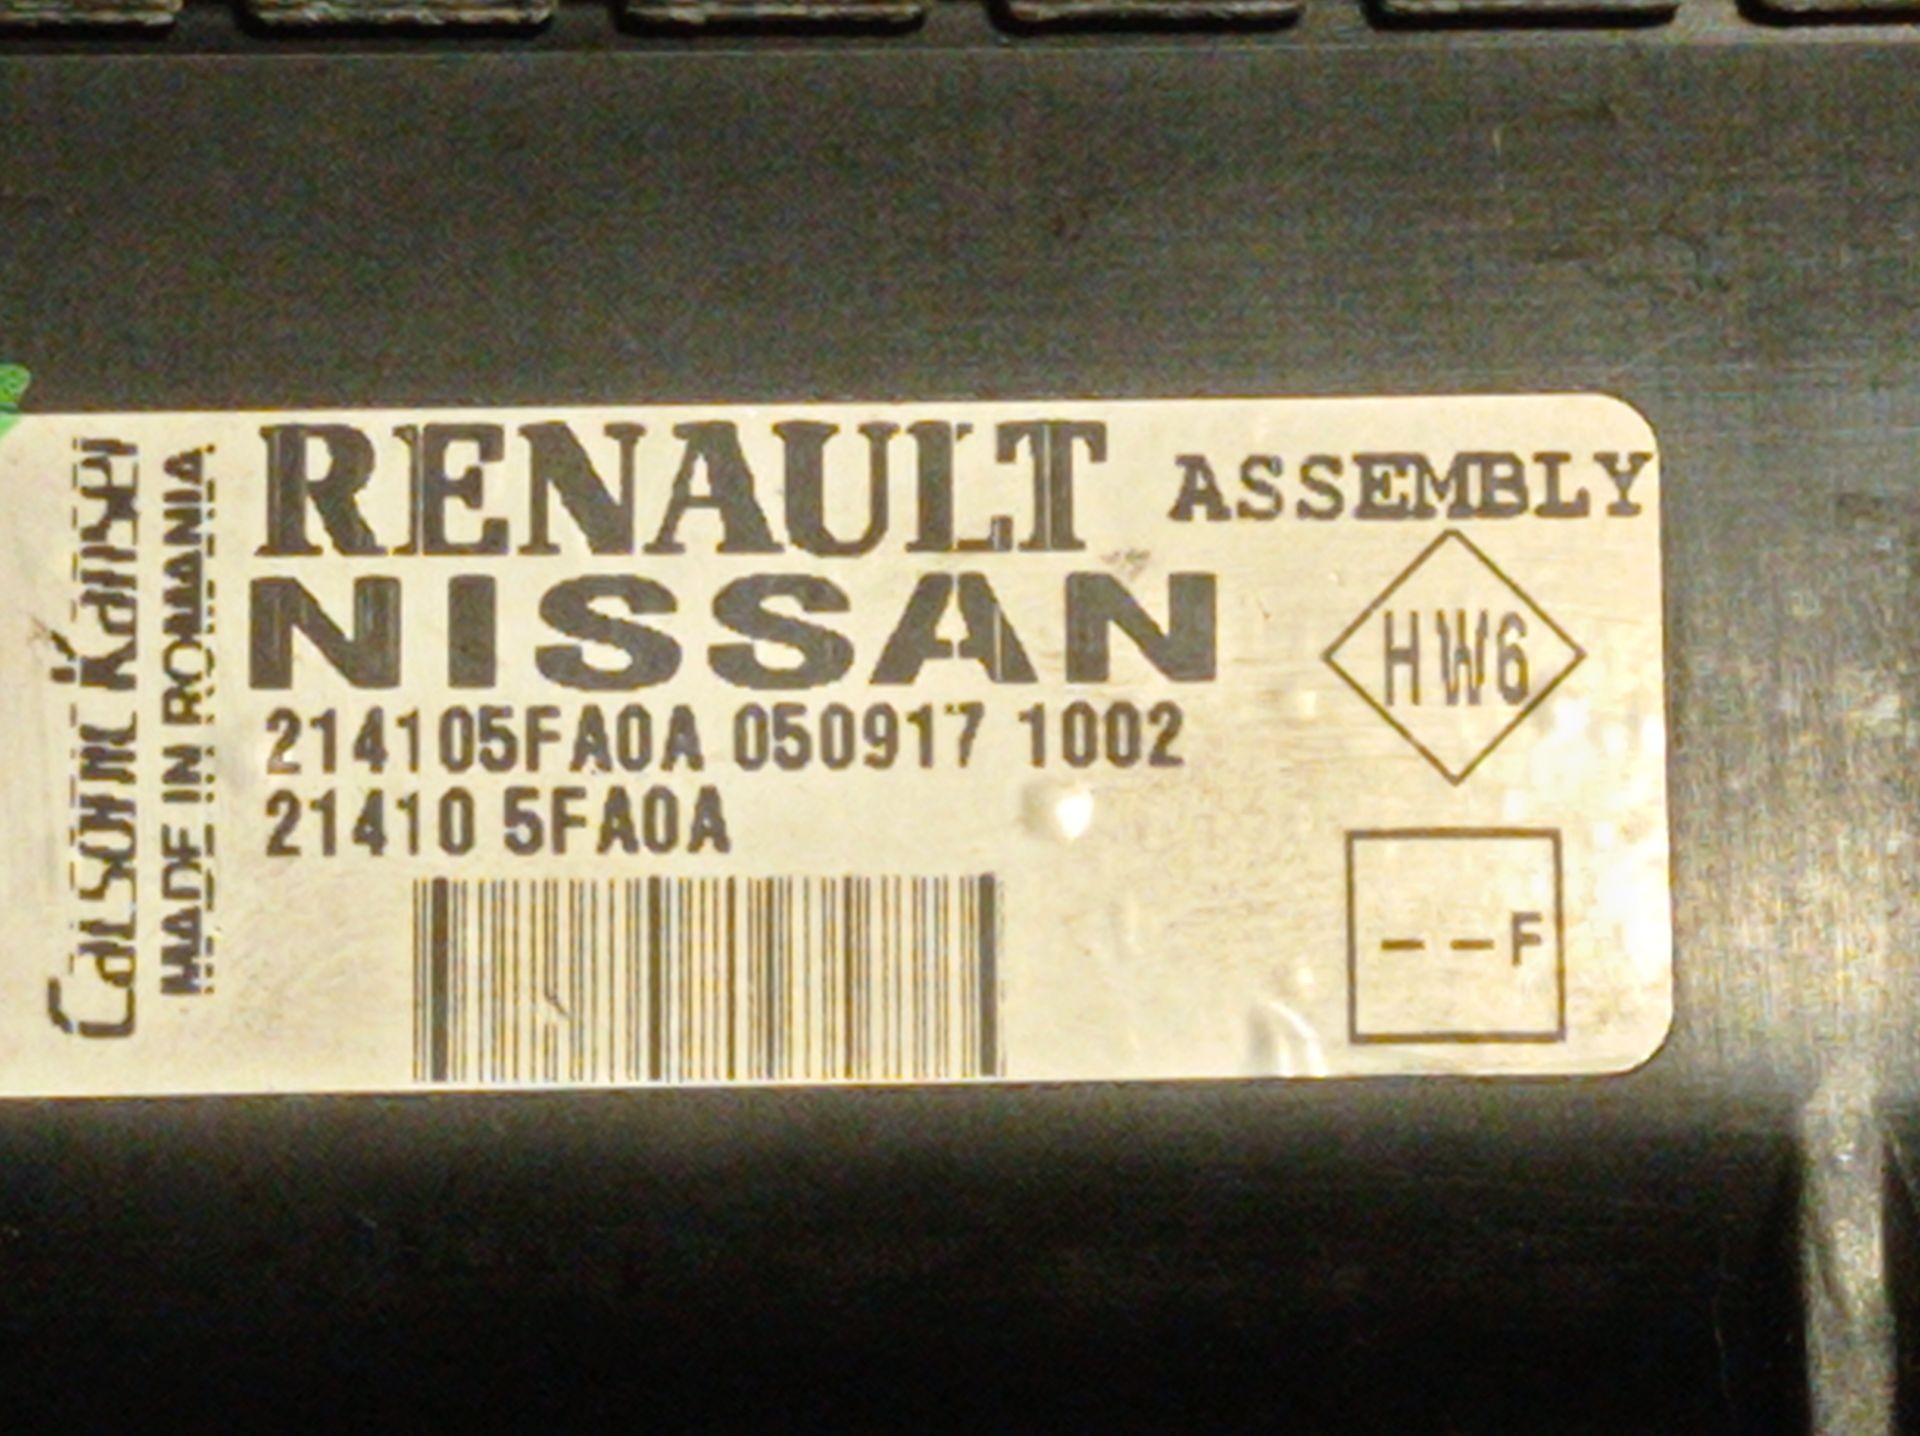 Calsonic Kansei
MADE IN ROMANIA
RENAULT
NISSAN
214105FA0A 050917 1002
21410 5FA0A
ASSEMBLY
HW6
--F